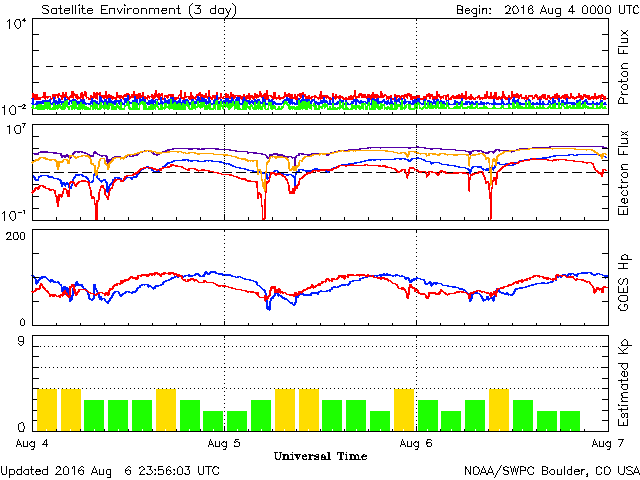 Satellite Environment (3 day) Begin: 2016 Aug 4 0000 UTC
10^4
10^-2
Proton Flux
10^7
10^-1
Electron Flux
200
0
GOES Hp
9
0
Estimated Kp
Aug 4 Aug 5 Aug 6 Aug 7
Universal Time
Updated 2016 Aug 6 23:56:03 UTC NOAA/SWPC Boulder, CO USA